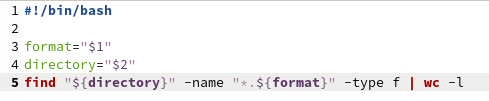 1 #!/bin/bash
2
3 format="$1"
4 directory="$2"
5 find "${directory}" -name "*.${format}" -type f | wc -l